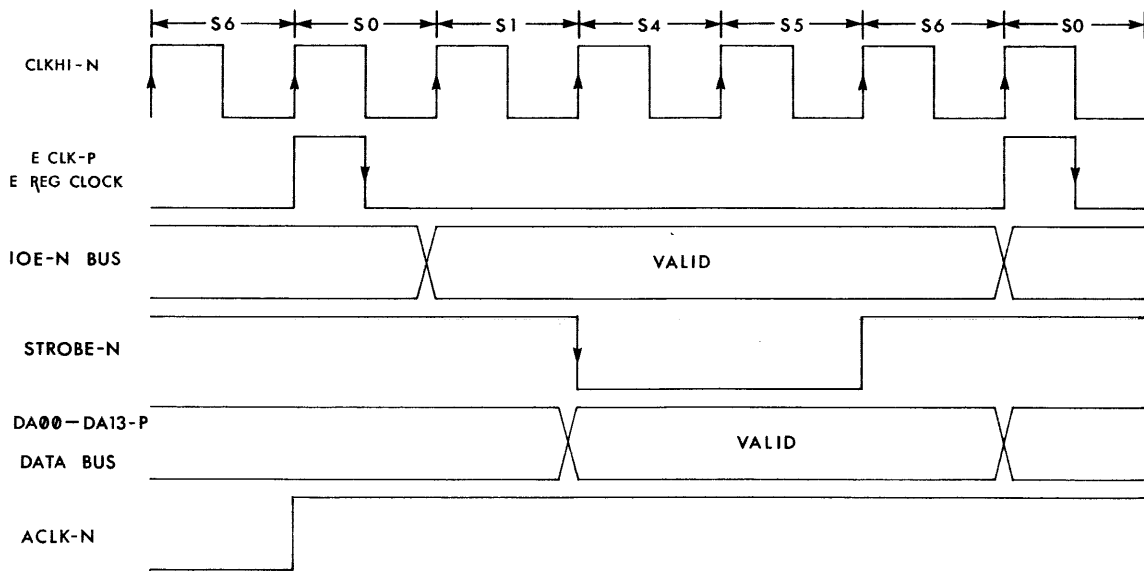 S6 S0 S1 S4 S5 S6 S0
CLKHI-N
E CLK-P
E REG CLOCK
IOE-N BUS
VALID
STROBE-N
DA00-DA13-P
DATA BUS
VALID
ACLK-N